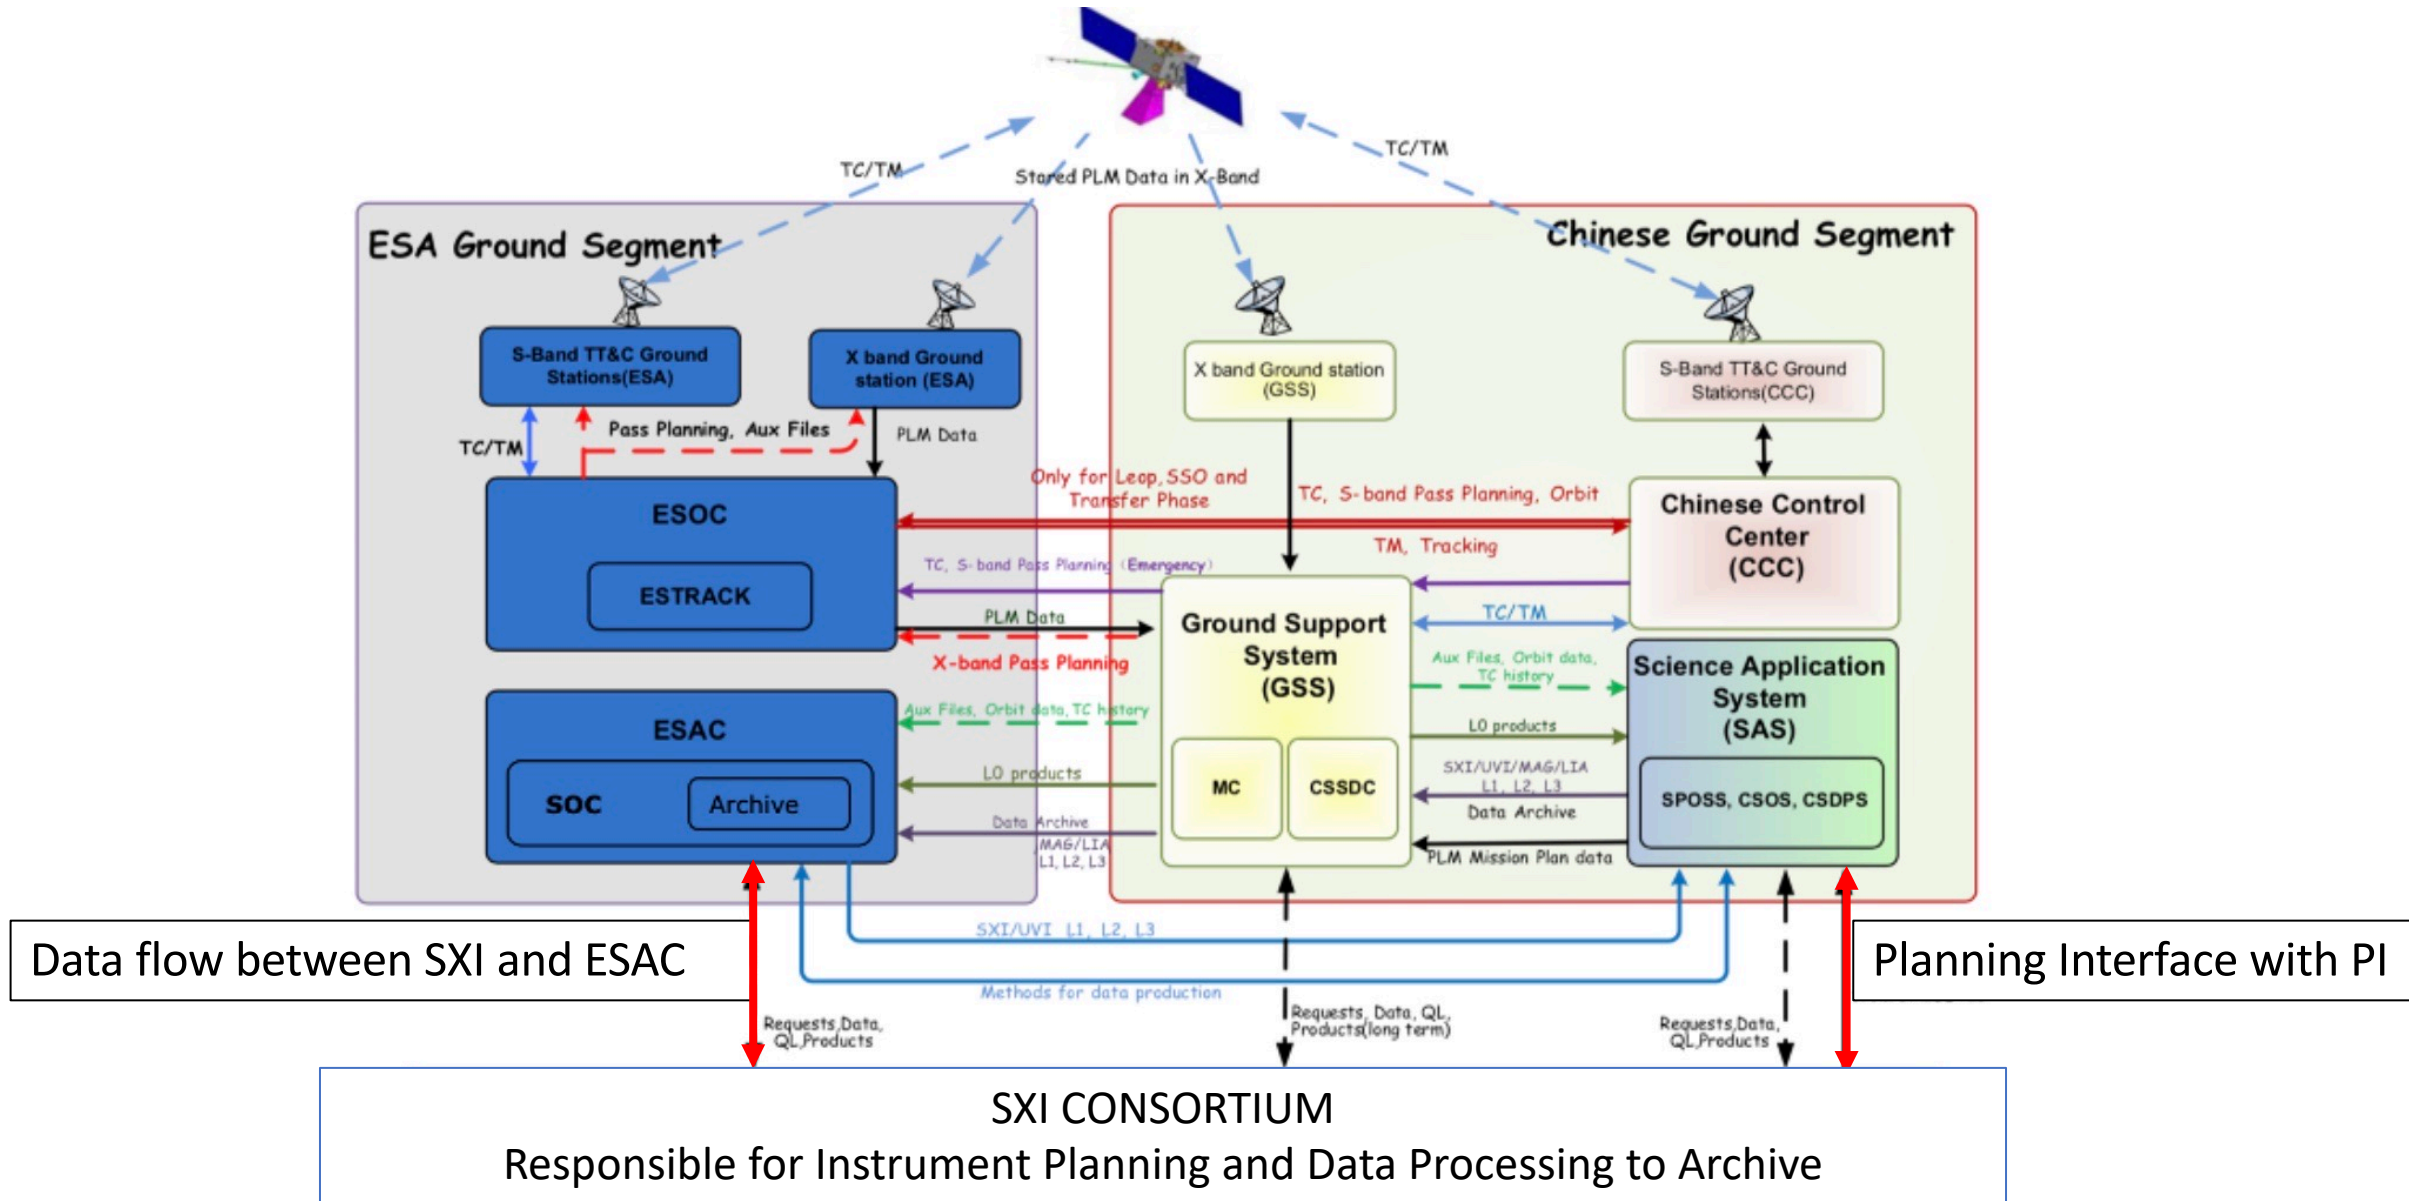 TC/TM
Stored PLM Data in X-Band
TC/TM
ESA Ground Segment
Chinese Ground Segment
S-Band TT&C Ground
Stations(ESA)
X band Ground
station (ESA)
X band Ground station
(GSS)
S-Band TT&C Ground
Stations(CCC)
TC/TM
Pass Planning, Aux Files
PLM Data
Only for Leop,SSO and
Transfer Phase
TC, S-band Pass Planning, Orbit
TM, Tracking
ESOC
ESTRACK
Chinese Control
Center
(CCC)
TC, S-band Pass Planning (Emergency)
PLM Data
X-band Pass Planning
Ground Support
System
(GSS)
MC
CSSDC
TC/TM
Aux Files, Orbit data,
TC history
Science Application
System
(SAS)
SPOSS, CSOS, CSDPS
ESAC
SOC
Archive
Aux Files, Orbit data,TC history
L0 products
Data Archive
,MAG/LIA
L1, L2, L3
L0 products
SXI/UVI/MAG/LIA
L1, L2, L3
Data Archive
PLM Mission Plan data
Data flow between SXI and ESAC
SXI/UVI L1, L2, L3
Methods for data production
Planning Interface with PI
Requests,Data,
QL,Products
Requests, Data, QL,
Products(long term)
Requests,Data,
QL,Products
SXI CONSORTIUM
Responsible for Instrument Planning and Data Processing to Archive